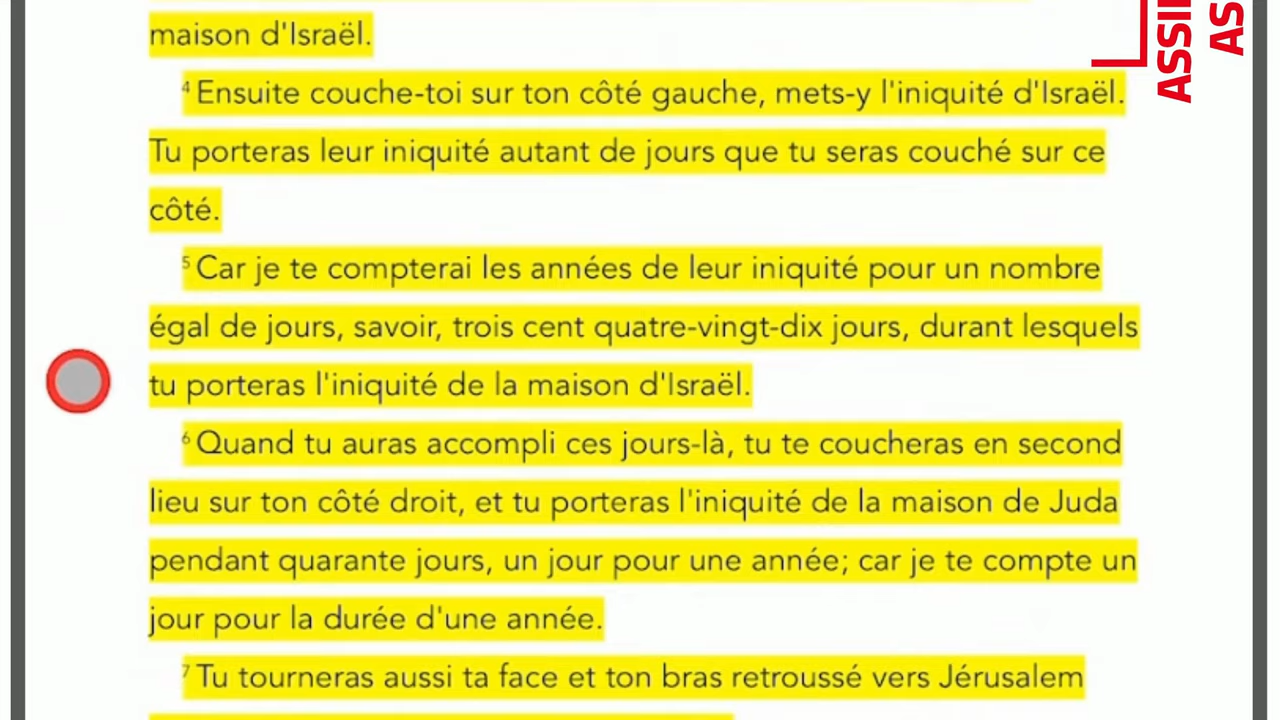 maison d'Israël.
4 Ensuite couche-toi sur ton côté gauche, mets-y l'iniquité d'Israël.
Tu porteras leur iniquité autant de jours que tu seras couché sur ce
côté.
5 Car je te compterai les années de leur iniquité pour un nombre
égal de jours, savoir, trois cent quatre-vingt-dix jours, durant lesquels
tu porteras l'iniquité de la maison d'Israël.
6 Quand tu auras accompli ces jours-là, tu te coucheras en second
lieu sur ton côté droit, et tu porteras l'iniquité de la maison de Juda
pendant quarante jours, un jour pour une année; car je te compte un
jour pour la durée d'une année.
7 Tu tourneras aussi ta face et ton bras retroussé vers Jérusalem